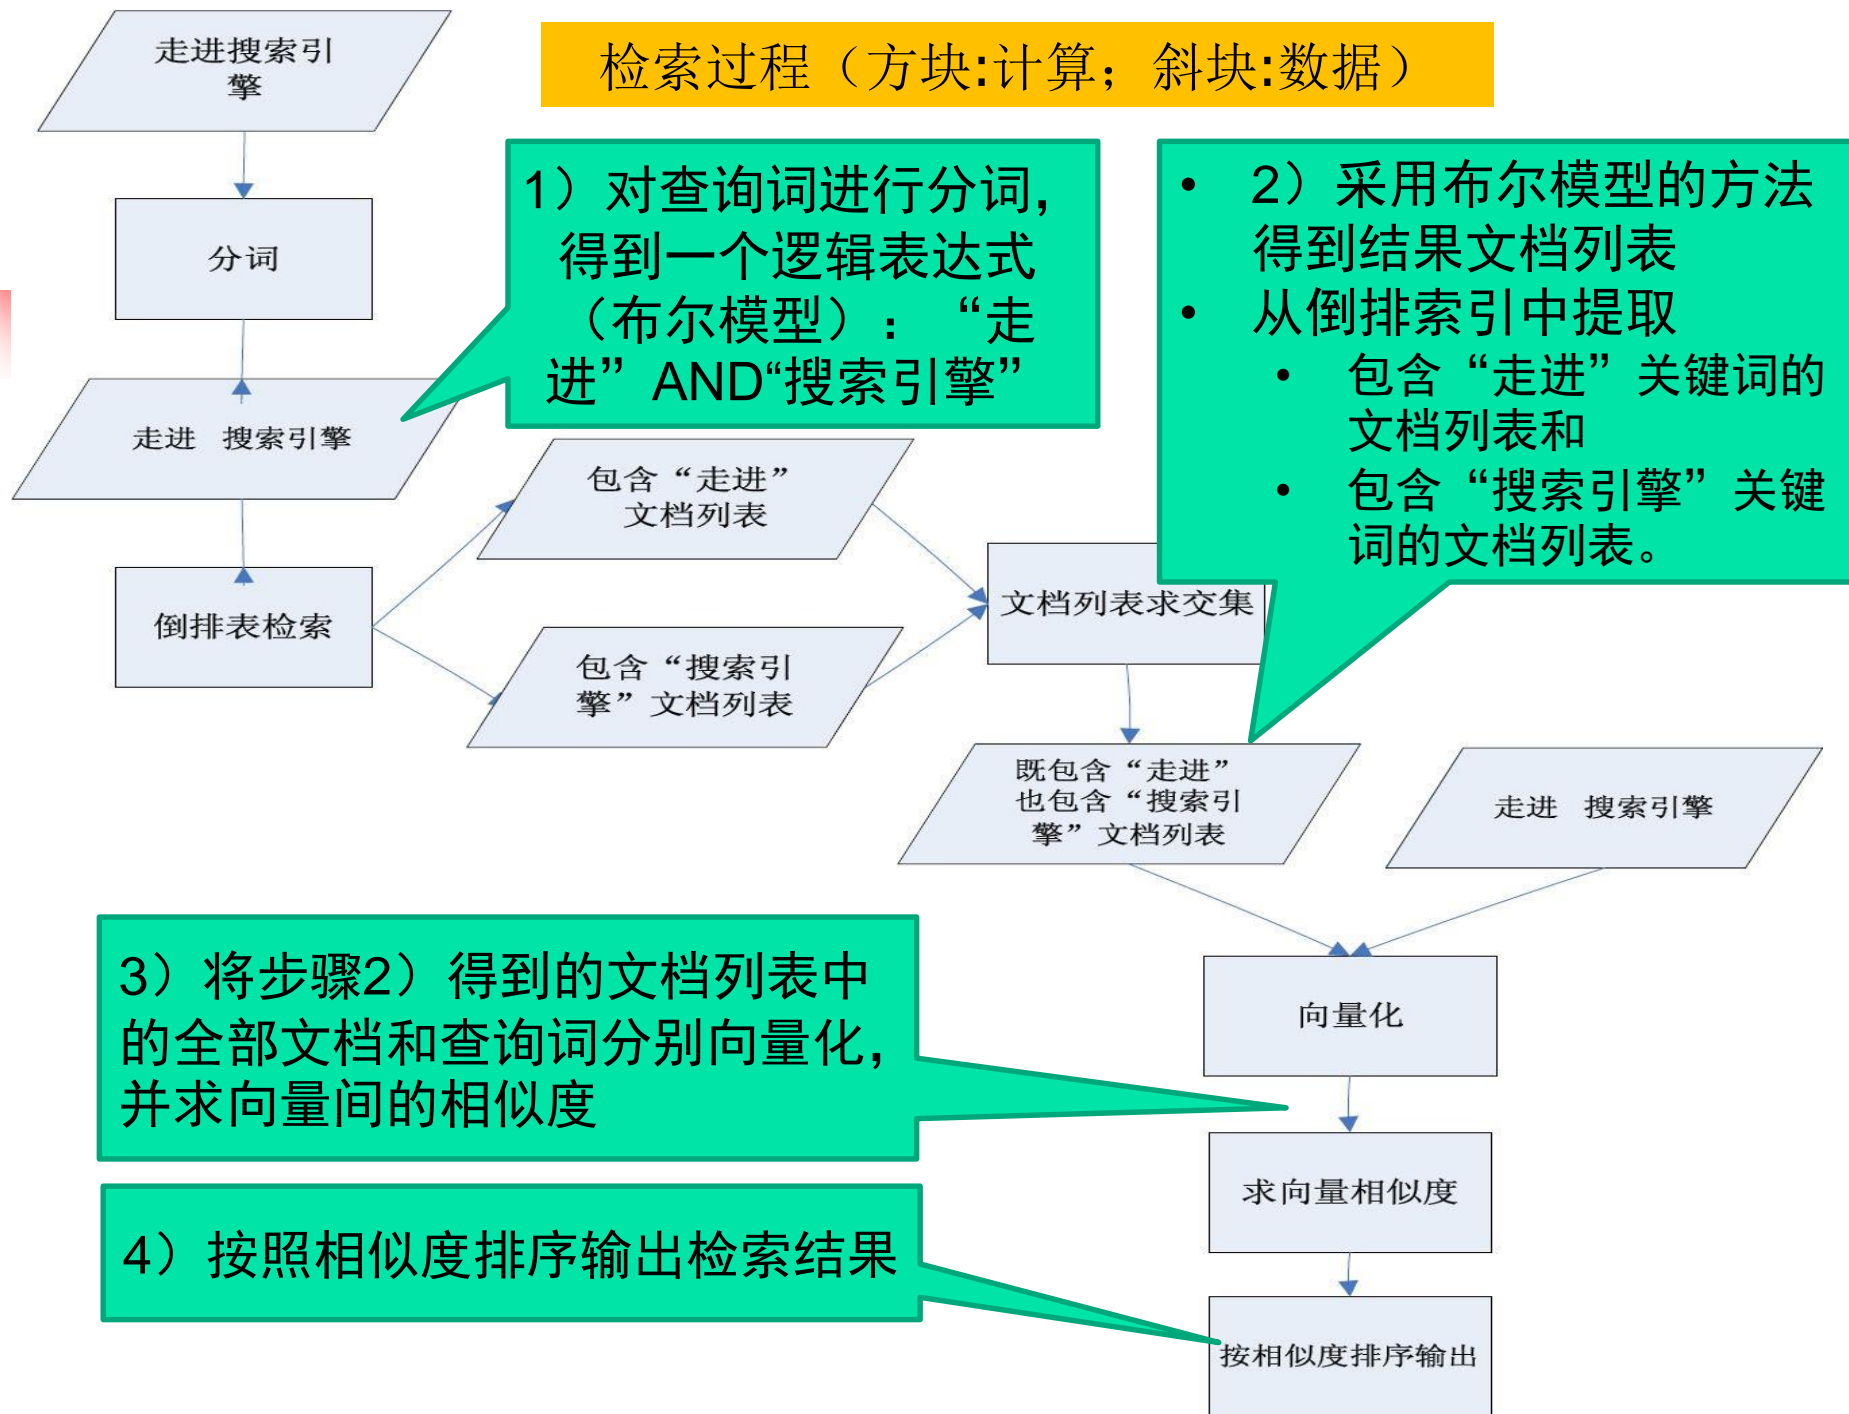 走进搜索引
擎
检索过程（方块:计算；斜块:数据）
1）对查询词进行分词，
得到一个逻辑表达式
（布尔模型）：“走
进”AND“搜索引擎”
• 2）采用布尔模型的方法
得到结果文档列表
• 从倒排索引中提取
• 包含“走进”关键词的
文档列表和
• 包含“搜索引擎”关键
词的文档列表。
分词
走进 搜索引擎
包含“走进”
文档列表
倒排表检索
文档列表求交集
包含“搜索引
擎”文档列表
既包含“走进”
也包含“搜索引
擎”文档列表
走进 搜索引擎
3）将步骤2）得到的文档列表中
的全部文档和查询词分别向量化，
并求向量间的相似度
向量化
求向量相似度
4）按照相似度排序输出检索结果
按相似度排序输出